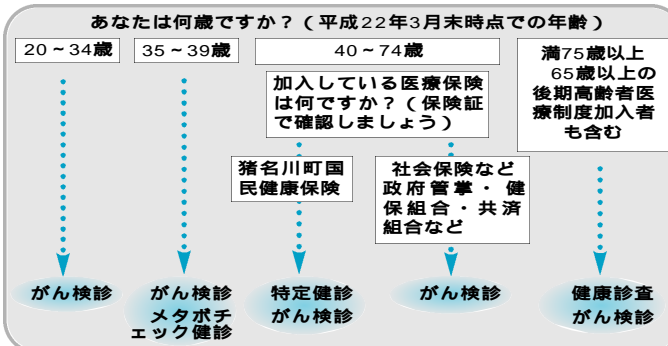 あなたは何歳ですか?(平成22年3月末時点での年齢)
20~34歳
35~39歳
40~74歳
満75歳以上
65歳以上の
後期高齢者医
療制度加入者
も含む
加入している医療保険
は何ですか?(保険証
で確認しましょう)
猪名川町国
民健康保険
社会保険など
政府管掌・健
保組合・共済
組合など
がん検診
がん検診
メタボチ
ェック健診
特定健診
がん検診
がん検診
健康診査
がん検診